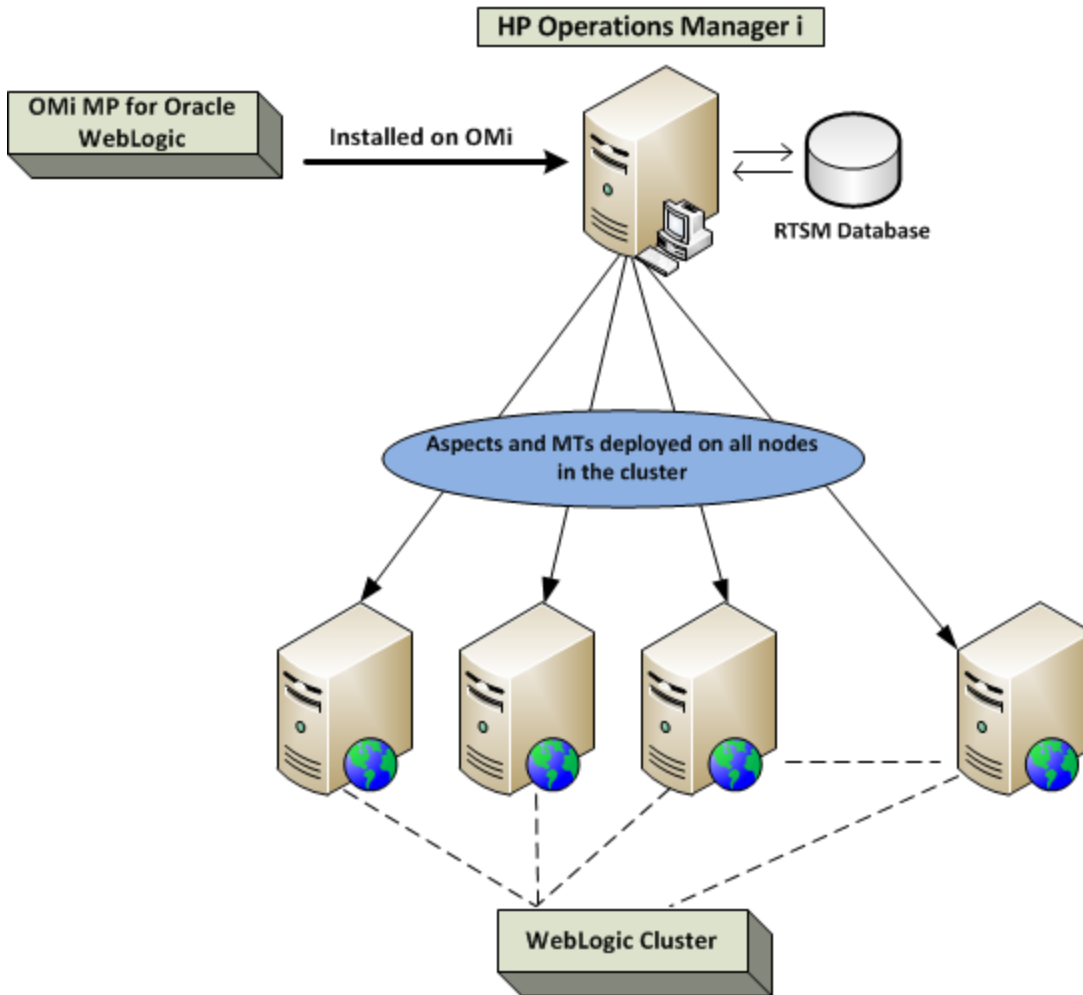 HP Operations Manager i
OMi MP for Oracle
WebLogic
Installed on OMi
RTSM Database
Aspects and MTs deployed on all nodes
in the cluster
WebLogic Cluster